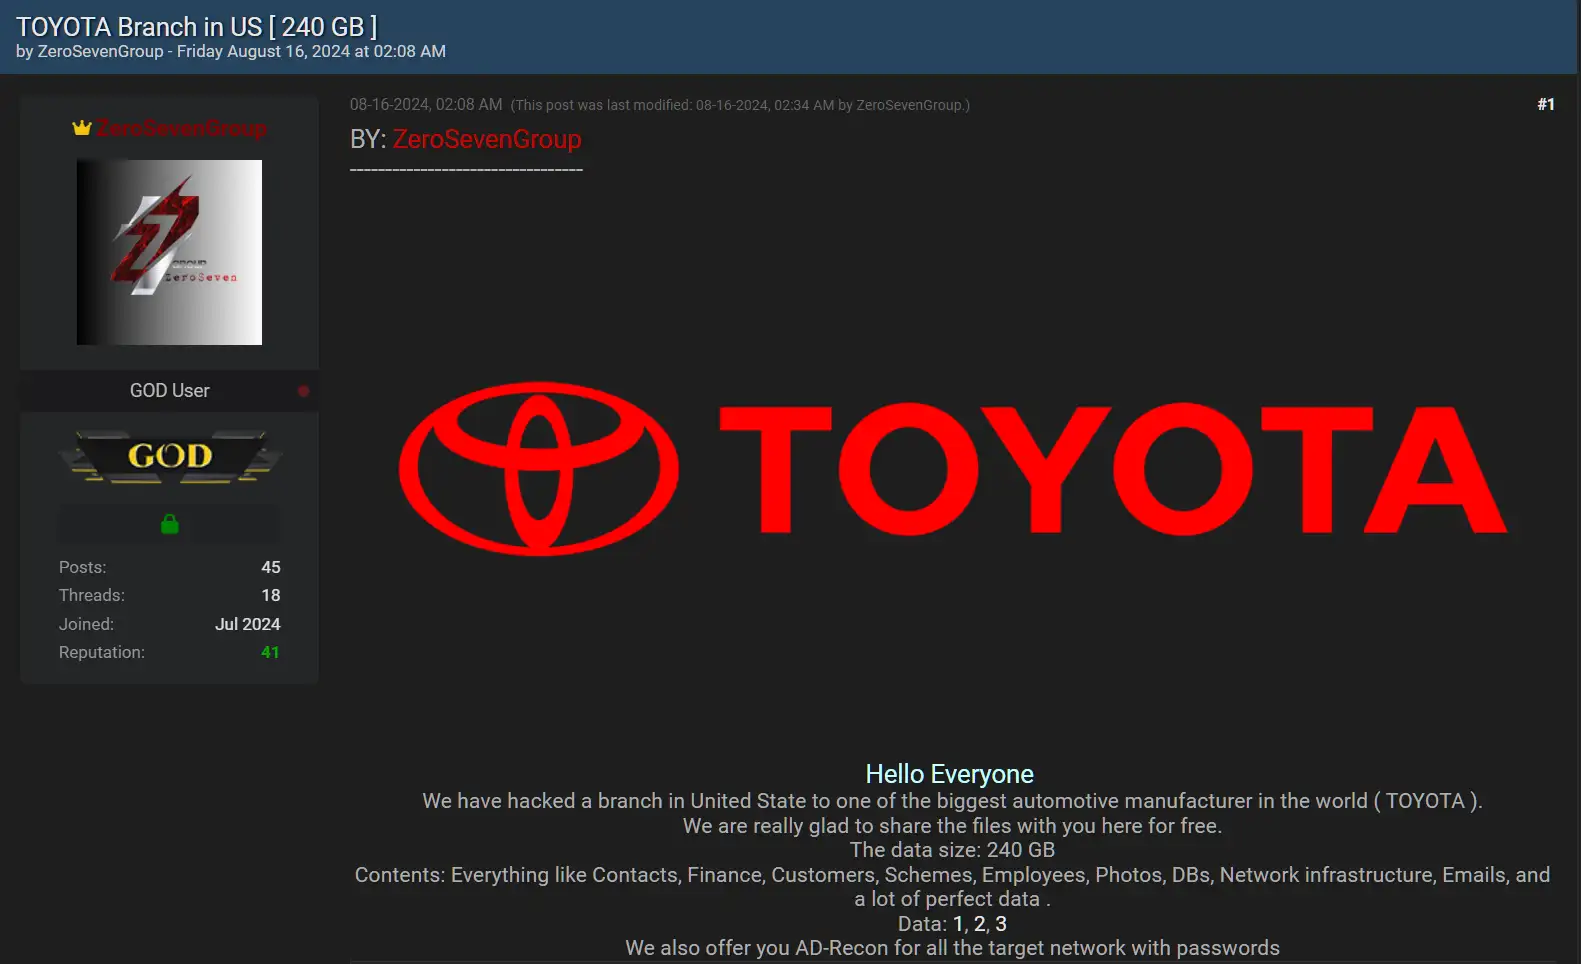 TOYOTA Branch in US [ 240 GB ]
by ZeroSevenGroup - Friday August 16, 2024 at 02:08 AM
ZeroSevenGroup
GROUP
ZeroSeven
GOD User
GOD
Posts: 45
Threads: 18
Joined: Jul 2024
Reputation: 41
08-16-2024, 02:08 AM (This post was last modified: 08-16-2024, 02:34 AM by ZeroSevenGroup.) #1
BY: ZeroSevenGroup
---------------------------------
TOYOTA
Hello Everyone
We have hacked a branch in United State to one of the biggest automotive manufacturer in the world ( TOYOTA ).
We are really glad to share the files with you here for free.
The data size: 240 GB
Contents: Everything like Contacts, Finance, Customers, Schemes, Employees, Photos, DBs, Network infrastructure, Emails, and
a lot of perfect data .
Data: 1, 2, 3
We also offer you AD-Recon for all the target network with passwords